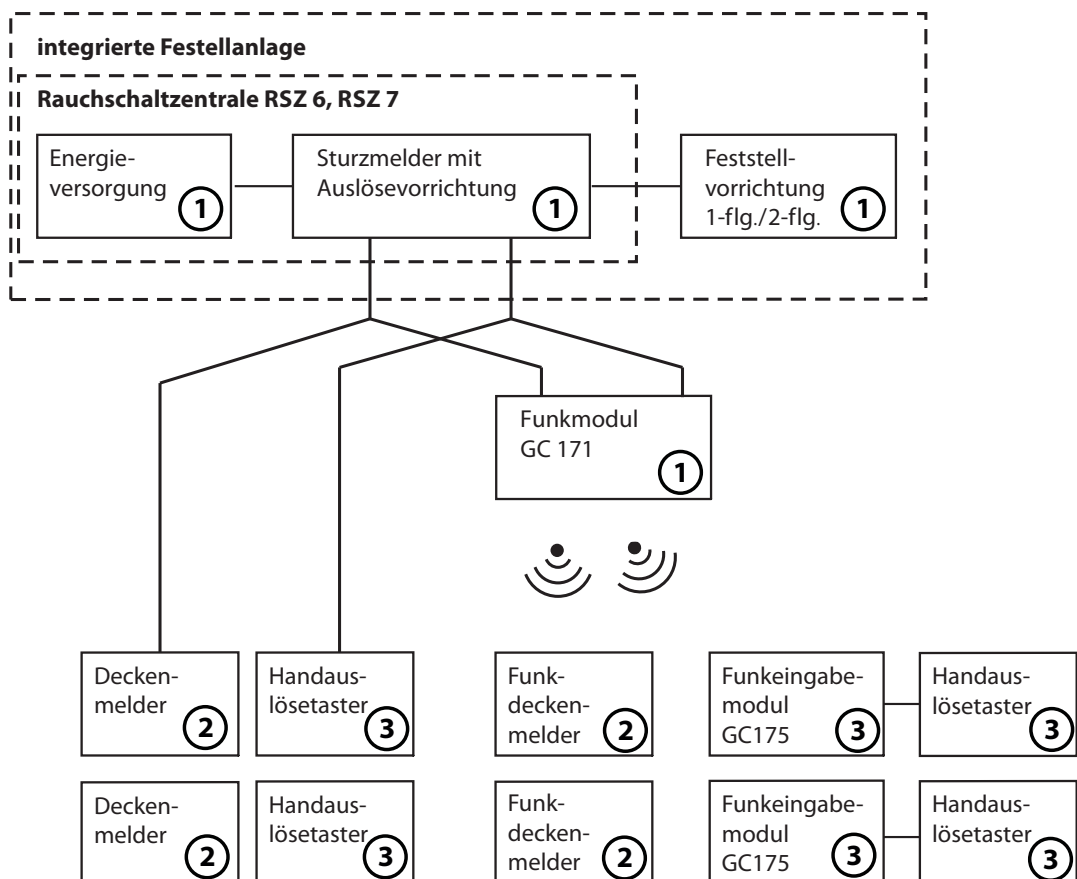 integrierte Festellanlage
Rauchschaltzentrale RSZ 6, RSZ 7
Energie-
versorgung
1
Sturzmelder mit
Auslösevorrichtung
1
Feststell-
vorrichtung
1-flg./2-flg.
1
Funkmodul
GC 171
1
Decken-
melder
2
Handaus-
lösetaster
3
Funk-
decken-
melder
2
Funkeingabe-
modul
GC175
3
Handaus-
lösetaster
3
Decken-
melder
2
Handaus-
lösetaster
3
Funk-
decken-
melder
2
Funkeingabe-
modul
GC175
3
Handaus-
lösetaster
3